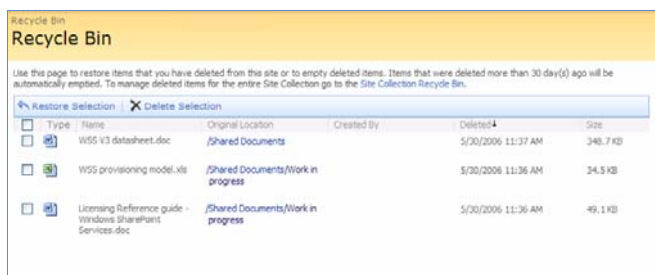 Recycle Bin
Recycle Bin
Use this page to restore items that you have deleted from this site or to empty deleted items. Items that were deleted more than 30 day(s) ago will be
automatically emptied. To manage deleted items for the entire Site Collection go to the Site Collection Recycle Bin.
Restore Selection | Delete Selection
Type Name Original Location Created By Deleted Size
WSS V3 datasheet.doc /Shared Documents 5/30/2006 11:37 AM 348.7 KB
WSS provisioning model.xls /Shared Documents/Work in 5/30/2006 11:36 AM 34.5 KB
progress
Licensing Reference guide - /Shared Documents/Work in 5/30/2006 11:36 AM 49.1 KB
Windows SharePoint progress
Services.doc